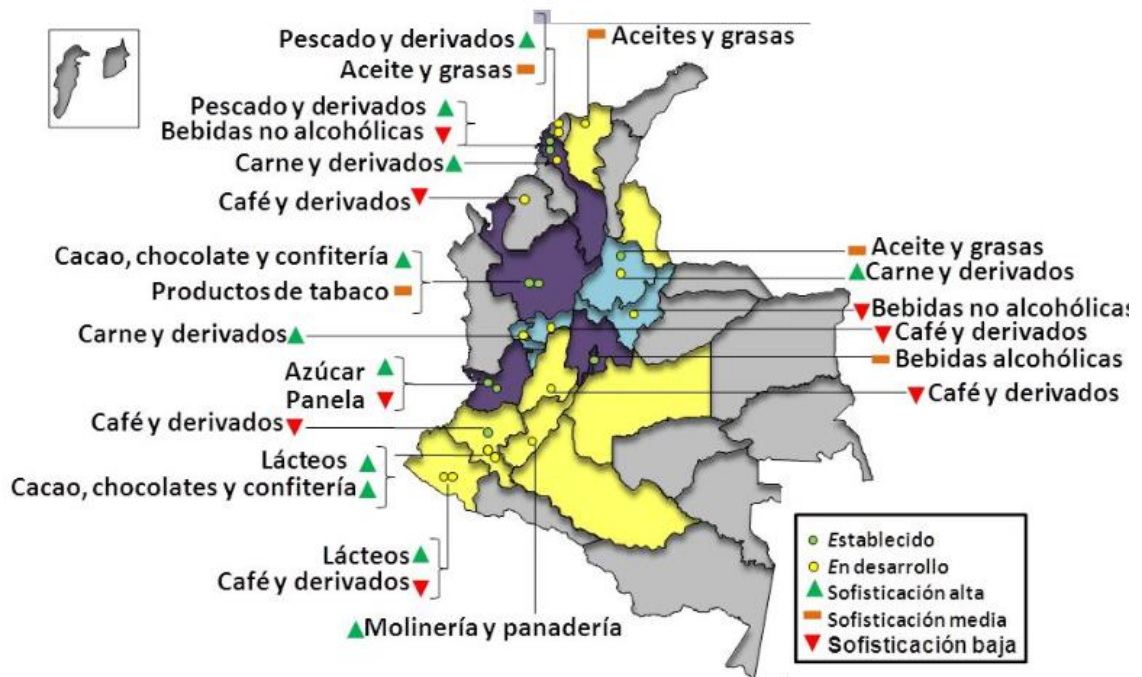 Pescado y derivados
Aceite y grasas
Aceites y grasas
Pescado y derivados
Bebidas no alcohólicas
Carne y derivados
Café y derivados
Cacao, chocolate y confitería
Productos de tabaco
Carne y derivados
Azúcar
Panela
Café y derivados
Lácteos
Cacao, chocolates y confitería
Lácteos
Café y derivados
Molinería y panadería
Aceite y grasas
Carne y derivados
Bebidas no alcohólicas
Café y derivados
Bebidas alcohólicas
Café y derivados
Establecido
En desarrollo
Sofisticación alta
Sofisticación media
Sofisticación baja